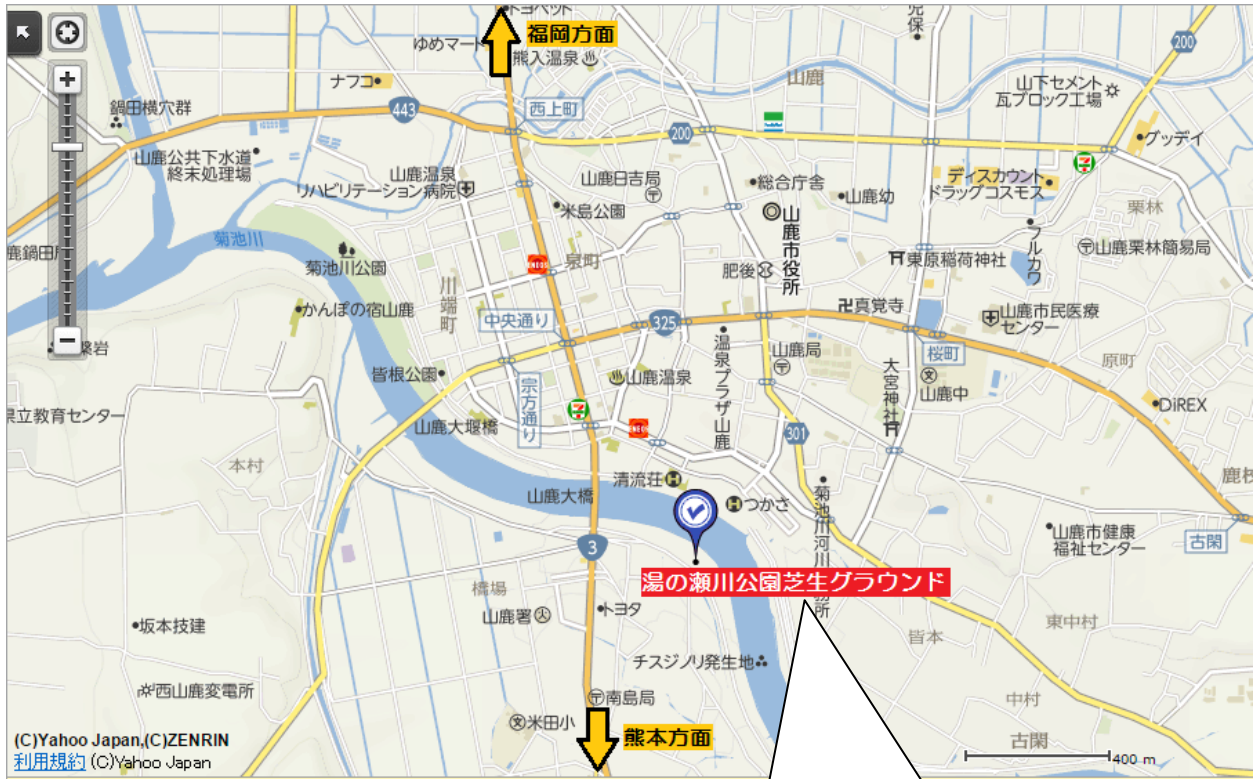 トヨペット
福岡方面
ゆめマート
熊入温泉
児保
200
山鹿
山下セメント
瓦ブロック工場
ナフコ
鍋田横穴群
443
西上町
200
グッデイ
山鹿公共下水道
終末処理場
山鹿温泉
リハビリテーション病院
山鹿日吉局
総合庁舎
山鹿幼
ディスカウント
ドラッグコスモス
栗林
米島公園
山鹿市役所
フルカワ
山鹿栗林簡易局
菊池川
鹿鍋田
菊池川公園
泉町
肥後
東原稲荷神社
川端町
かんぽの宿山鹿
中央通り
325
卍真覚寺
山鹿市民医療
センター
温泉プラザ山鹿
山鹿局
桜町
原町
皆根公園
宗方通り
山鹿温泉
大宮神社
山鹿中
DiREX
県立教育センター
山鹿大堰橋
301
本村
清流荘
つかさ
山鹿大橋
菊池川河川
務所
山鹿市健康
福祉センター
古閑
3
湯の瀬川公園芝生グラウンド
橋場
山鹿署
トヨタ
坂本技建
皆本
東中村
チスジノリ発生地
西山鹿変電所
南島局
中村
米田小
熊本方面
古閑
400 m
(C)Yahoo Japan,(C)ZENRIN
利用規約 (C)Yahoo Japan